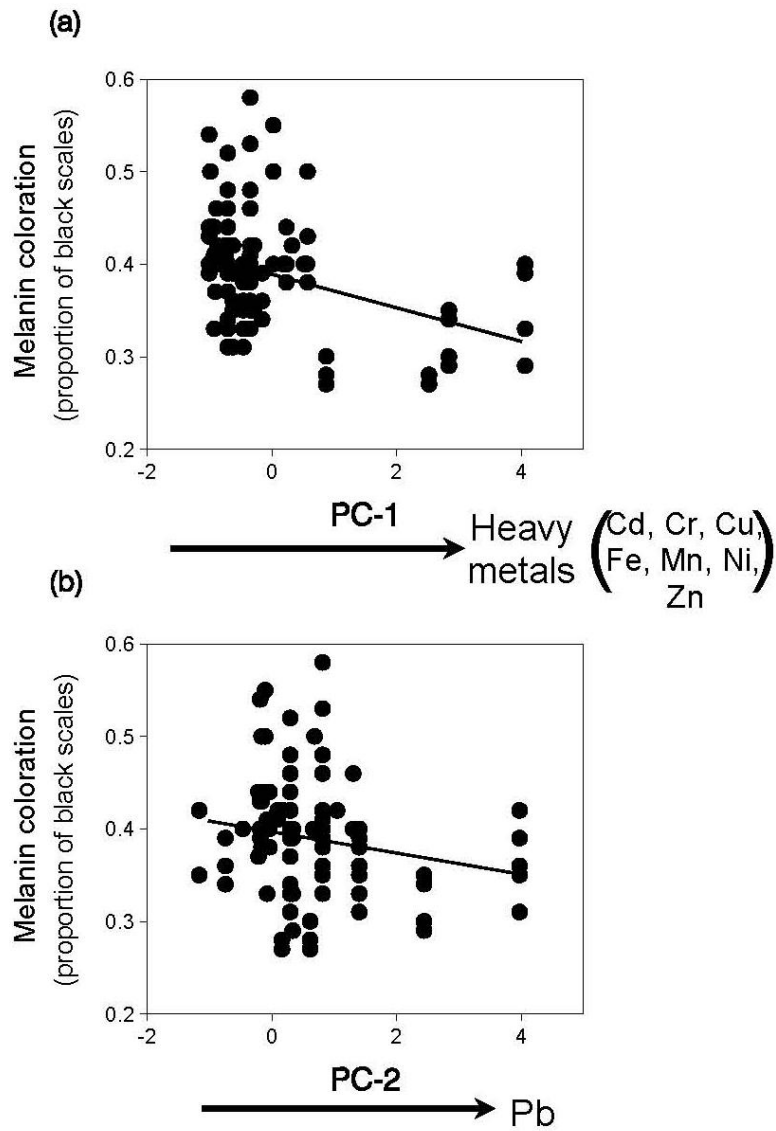 (a)
0.6
0.5
0.4
0.3
0.2
Melanin coloration
(proportion of black scales)
-2 0 2 4
PC-1
Heavy metals
(Cd, Cr, Cu,
Fe, Mn, Ni,
Zn)
(b)
0.6
0.5
0.4
0.3
0.2
Melanin coloration
(proportion of black scales)
-2 0 2 4
PC-2
Pb